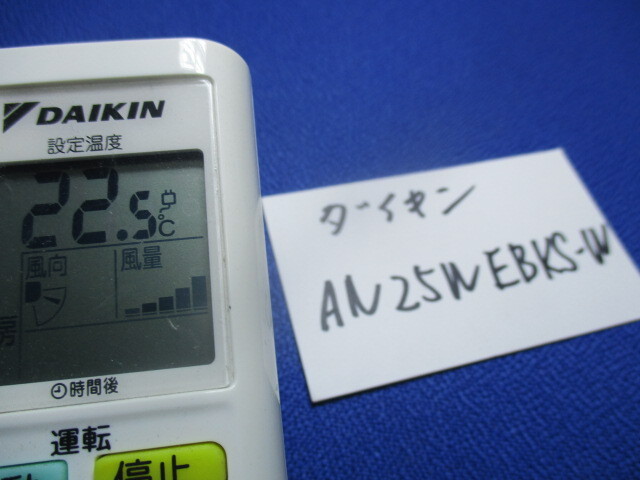 DAIKIN
設定温度
22.5℃
風向
風量
房
時間後
運転
停止
ダイキン
AN25WEBKS-W